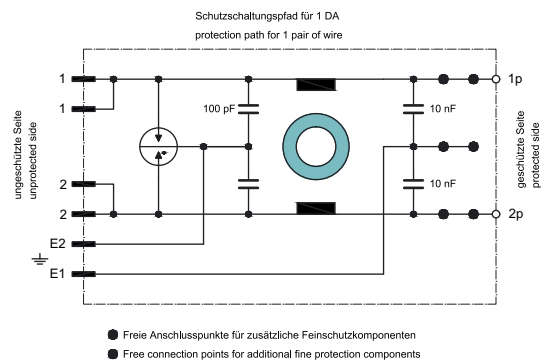 Schutzschaltungspfad für 1 DA
protection path for 1 pair of wire
1
1p
1
100 pF
10 nF
ungeschützte Seite
unprotected side
geschützte Seite
protected side
2
10 nF
2
2p
E2
E1
Freie Anschlusspunkte für zusätzliche Feinschutzkomponenten
Free connection points for additional fine protection components